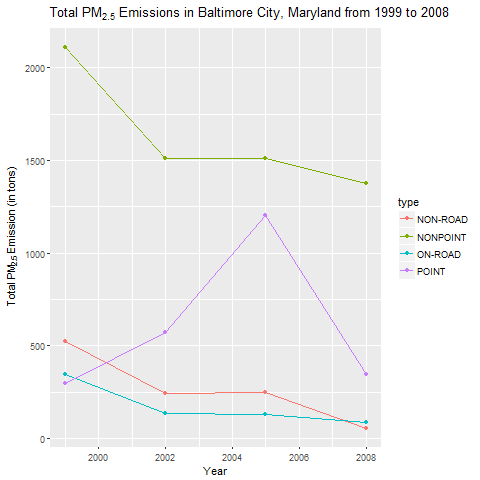 Total PM2.5 Emissions in Baltimore City, Maryland from 1999 to 2008
Total PM2.5 Emission (in tons)
2000
1500
1000
500
0
2000 2002 2004 2006 2008
Year
type
NON-ROAD
NONPOINT
ON-ROAD
POINT